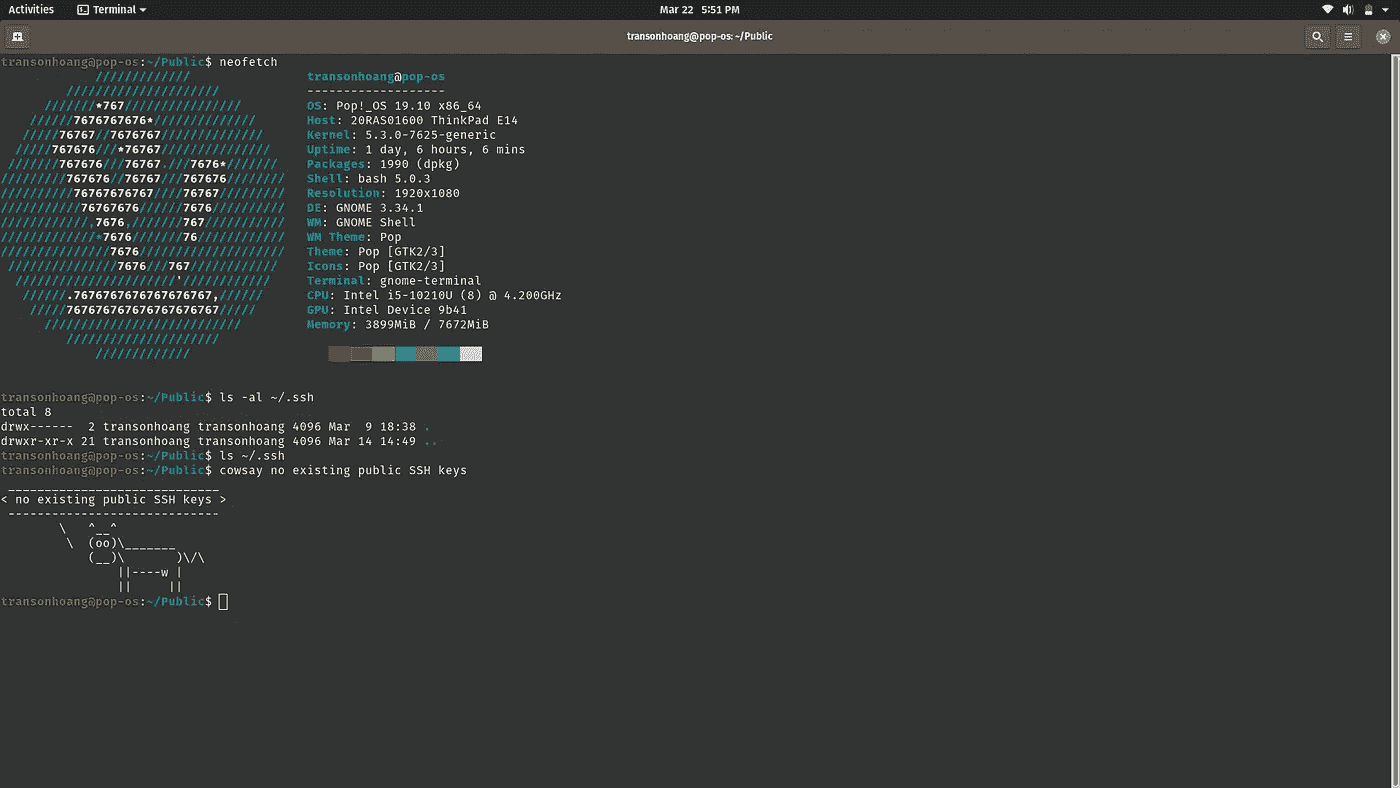 Activities Terminal Mar 22 5:51 PM
transonhoang@pop-os: ~/Public
transonhoang@pop-os:~/Public$ neofetch
             /////////////                transonhoang@pop-os
         /////////////////////            -------------------
      ///////*767////////////////         OS: Pop!_OS 19.10 x86_64
    //////7676767676*//////////////       Host: 20RAS01600 ThinkPad E14
   /////76767//7676767//////////////      Kernel: 5.3.0-7625-generic
  /////767676///*76767///////////////     Uptime: 1 day, 6 hours, 6 mins
 ///////767676///76767.///7676*///////    Packages: 1990 (dpkg)
/////////767676//76767///767676////////   Shell: bash 5.0.3
//////////76767676767////76767/////////   Resolution: 1920x1080
///////////76767676//////7676//////////   DE: GNOME 3.34.1
////////////,7676,///////767///////////   WM: GNOME Shell
/////////////*7676///////76////////////   WM Theme: Pop
///////////////7676////////////////////   Theme: Pop [GTK2/3]
 ///////////////7676///767////////////    Icons: Pop [GTK2/3]
  //////////////////////'////////////     Terminal: gnome-terminal
   //////.7676767676767676767,//////      CPU: Intel i5-10210U (8) @ 4.200GHz
    /////767676767676767676767/////       GPU: Intel Device 9b41
      ///////////////////////////         Memory: 3899MiB / 7672MiB
         /////////////////////
             /////////////
transonhoang@pop-os:~/Public$ ls -al ~/.ssh
total 8
drwx------  2 transonhoang transonhoang 4096 Mar  9 18:38 .
drwxr-xr-x 21 transonhoang transonhoang 4096 Mar 14 14:49 ..
transonhoang@pop-os:~/Public$ ls ~/.ssh
transonhoang@pop-os:~/Public$ cowsay no existing public SSH keys
 _____________________________
< no existing public SSH keys >
 -----------------------------
        \   ^__^
         \  (oo)\_______
            (__)\       )\/\
                ||----w |
                ||     ||
transonhoang@pop-os:~/Public$